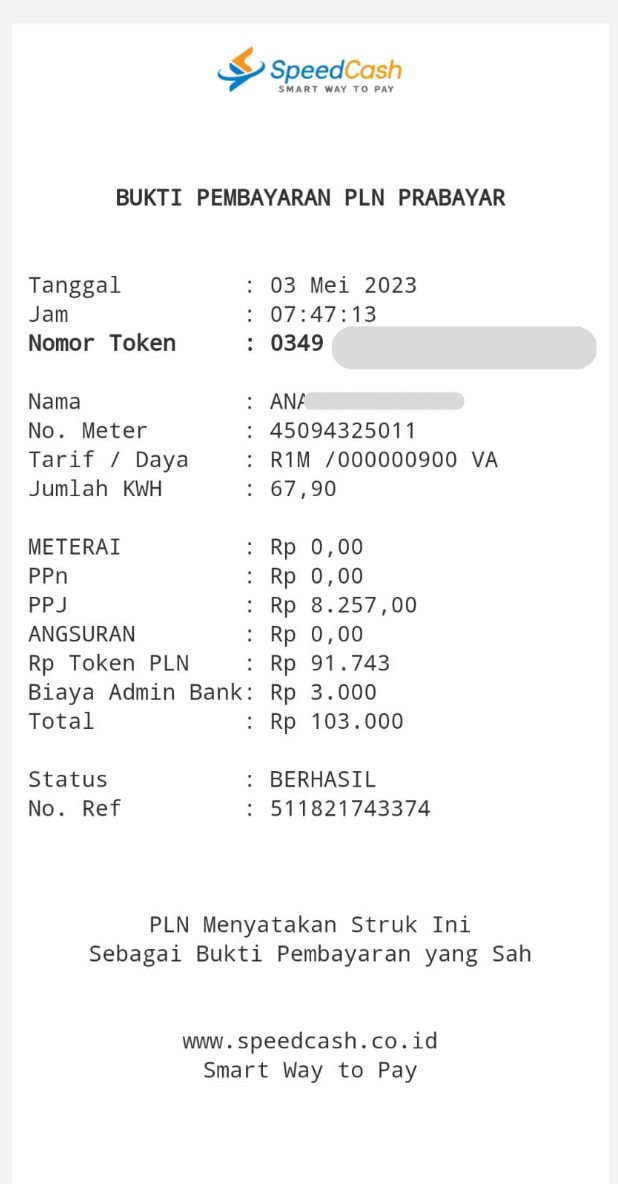 SpeedCash
SMART WAY TO PAY
BUKTI PEMBAYARAN PLN PRABAYAR
Tanggal : 03 Mei 2023
Jam : 07:47:13
Nomor Token : 0349
Nama : ANA
No. Meter : 45094325011
Tarif / Daya : R1M /000000900 VA
Jumlah KWH : 67,90
METERAI : Rp 0,00
PPn : Rp 0,00
PPJ : Rp 8.257,00
ANGSURAN : Rp 0,00
Rp Token PLN : Rp 91.743
Biaya Admin Bank: Rp 3.000
Total : Rp 103.000
Status : BERHASIL
No. Ref : 511821743374
PLN Menyatakan Struk Ini
Sebagai Bukti Pembayaran yang Sah
www.speedcash.co.id
Smart Way to Pay